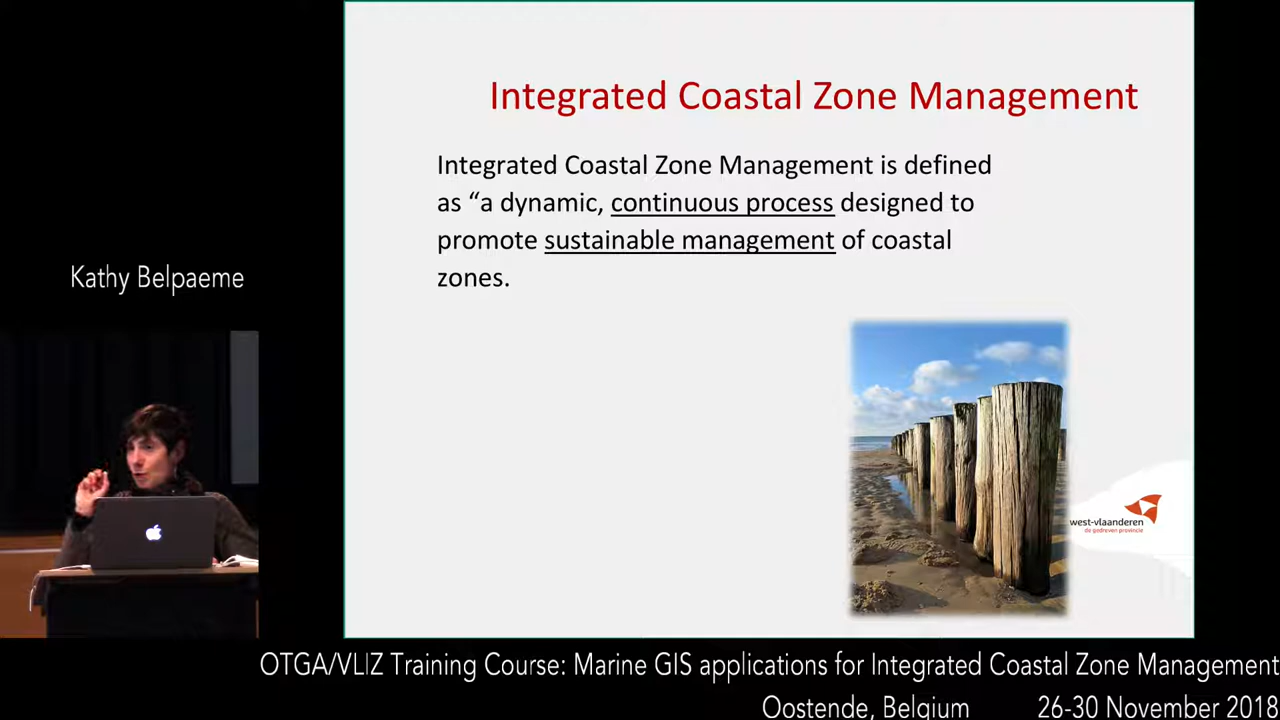 Integrated Coastal Zone Management
Integrated Coastal Zone Management is defined
as “a dynamic, continuous process designed to
promote sustainable management of coastal
zones.
Kathy Belpaeme
west-vlaanderen
de gedreven provincie
OTGA/VLIZ Training Course: Marine GIS applications for Integrated Coastal Zone Management
Oostende, Belgium 26-30 November 2018